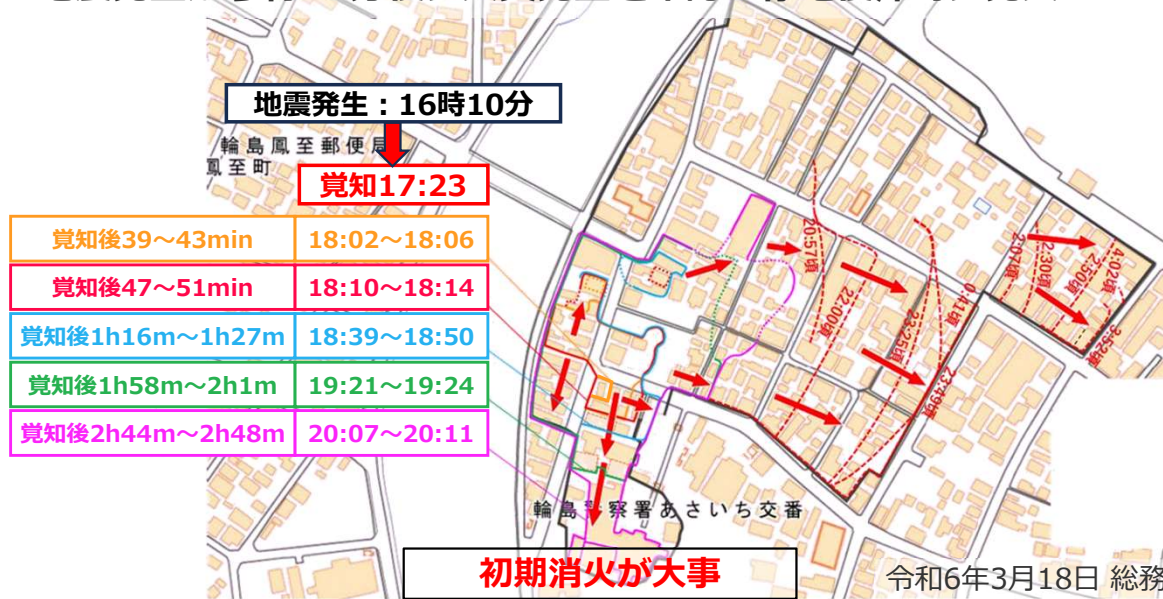 地震発生：16時10分
輪島鳳至郵便局
鳳至町
覚知17:23
覚知後39～43min 18:02～18:06
覚知後47～51min 18:10～18:14
覚知後1h16m～1h27m 18:39～18:50
覚知後1h58m～2h1m 19:21～19:24
覚知後2h44m～2h48m 20:07～20:11
20:57頃
22:00頃
23:25頃
0:41頃
23:49頃
2:07頃
2:30頃
2:50頃
4:02頃
3:52頃
輪島警察署あさいち交番
初期消火が大事
令和6年3月18日 総務